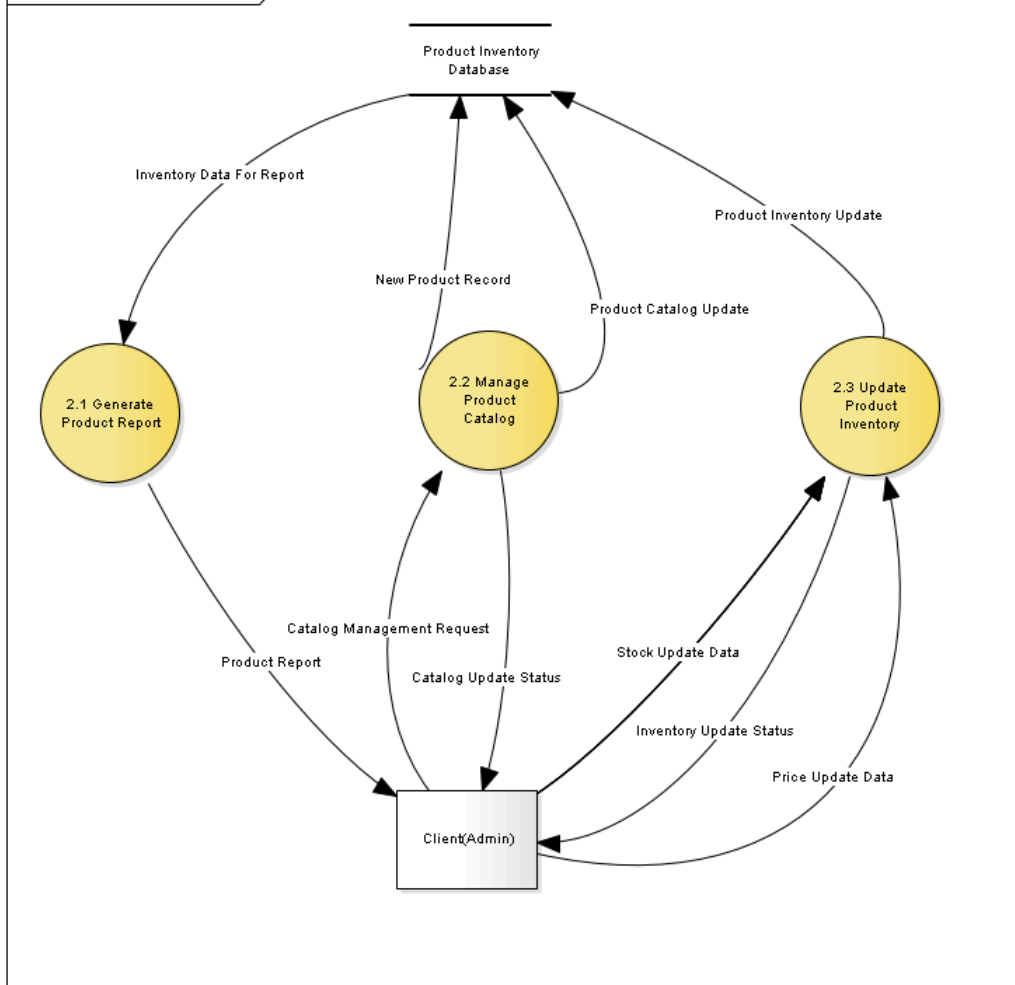 Product Inventory
Database
Inventory Data For Report
Product Inventory Update
New Product Record
Product Catalog Update
2.1 Generate
Product Report
2.2 Manage
Product
Catalog
2.3 Update
Product
Inventory
Catalog Management Request
Stock Update Data
Product Report
Catalog Update Status
Inventory Update Status
Price Update Data
Client(Admin)